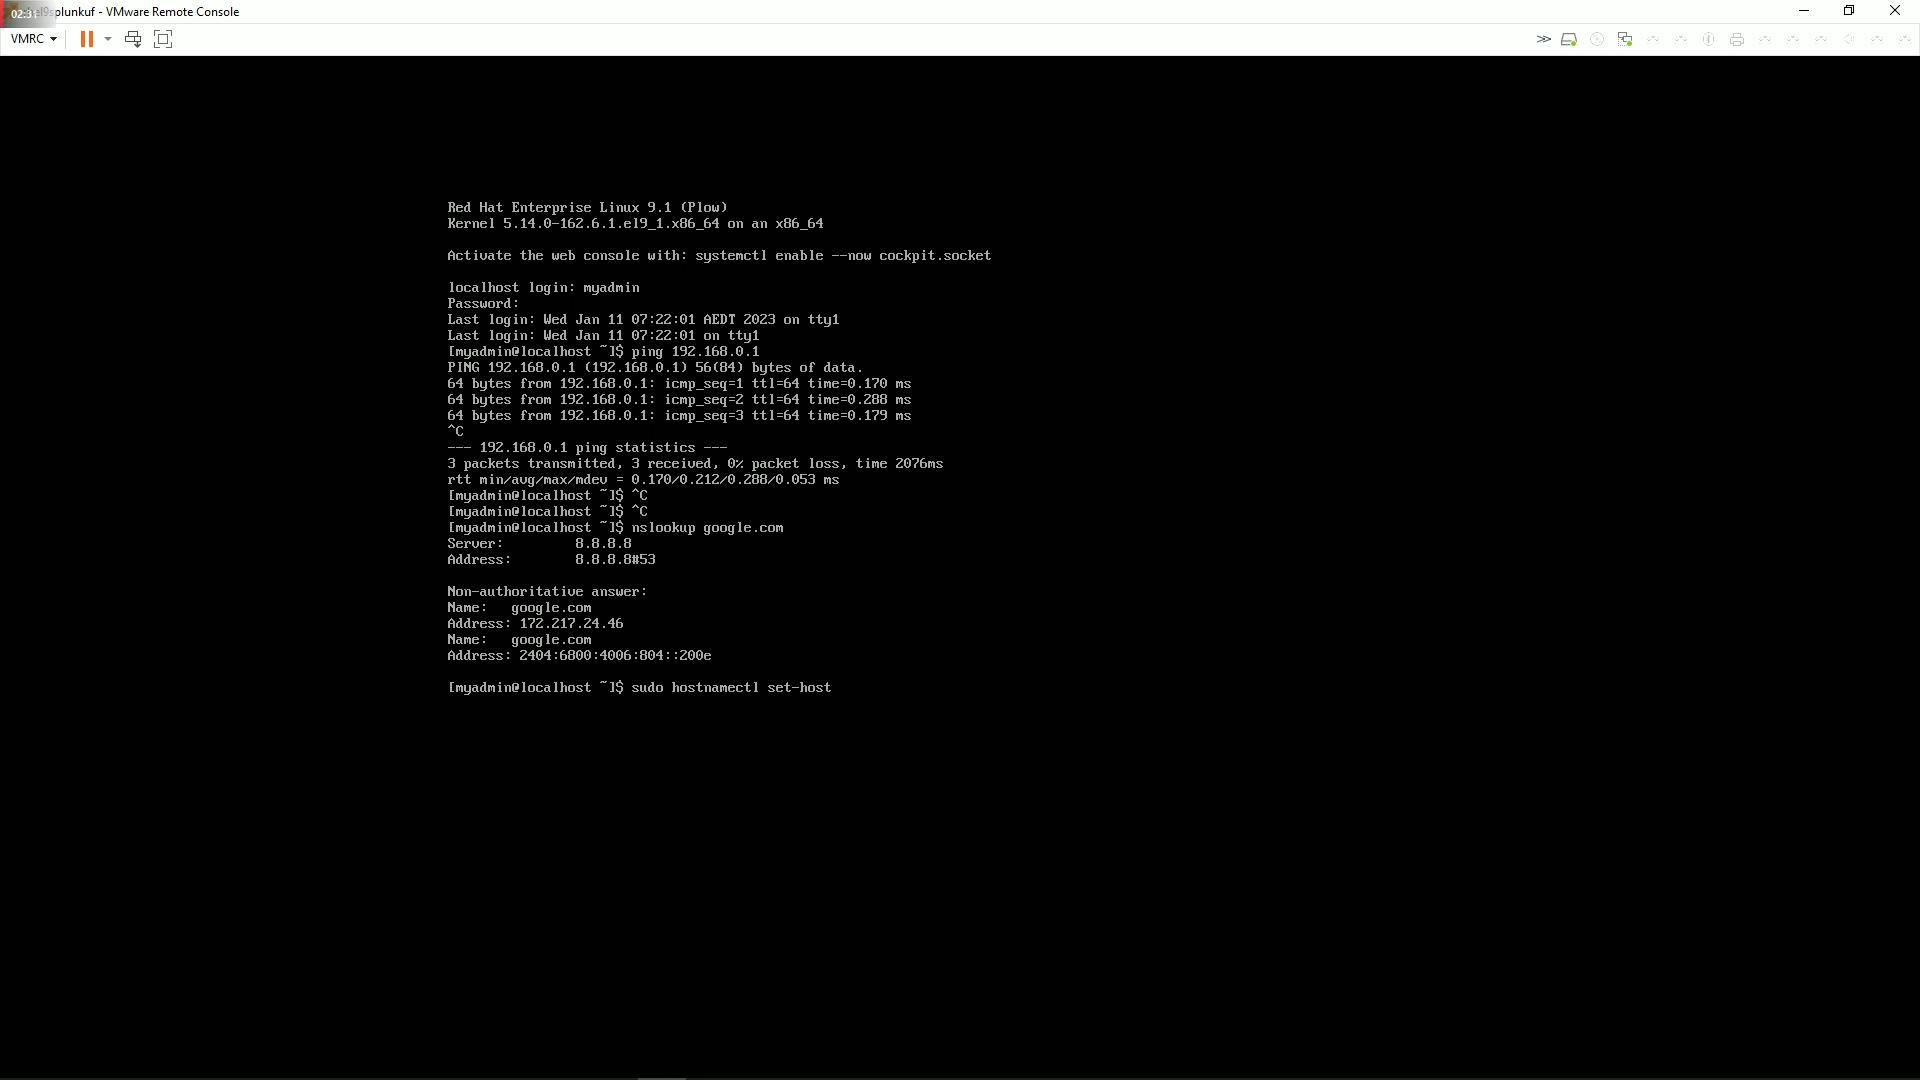 02:31 splunkuf - VMware Remote Console
VMRC
Red Hat Enterprise Linux 9.1 (Plow)
Kernel 5.14.0-162.6.1.el9_1.x86_64 on an x86_64
Activate the web console with: systemctl enable --now cockpit.socket
localhost login: myadmin
Password:
Last login: Wed Jan 11 07:22:01 AEDT 2023 on tty1
Last login: Wed Jan 11 07:22:01 on tty1
[myadmin@localhost ~]$ ping 192.168.0.1
PING 192.168.0.1 (192.168.0.1) 56(84) bytes of data.
64 bytes from 192.168.0.1: icmp_seq=1 ttl=64 time=0.170 ms
64 bytes from 192.168.0.1: icmp_seq=2 ttl=64 time=0.288 ms
64 bytes from 192.168.0.1: icmp_seq=3 ttl=64 time=0.179 ms
^C
--- 192.168.0.1 ping statistics ---
3 packets transmitted, 3 received, 0% packet loss, time 2076ms
rtt min/avg/max/mdev = 0.170/0.212/0.288/0.053 ms
[myadmin@localhost ~]$ ^C
[myadmin@localhost ~]$ ^C
[myadmin@localhost ~]$ nslookup google.com
Server: 8.8.8.8
Address: 8.8.8.8#53
Non-authoritative answer:
Name: google.com
Address: 172.217.24.46
Name: google.com
Address: 2404:6800:4006:804::200e
[myadmin@localhost ~]$ sudo hostnamectl set-host